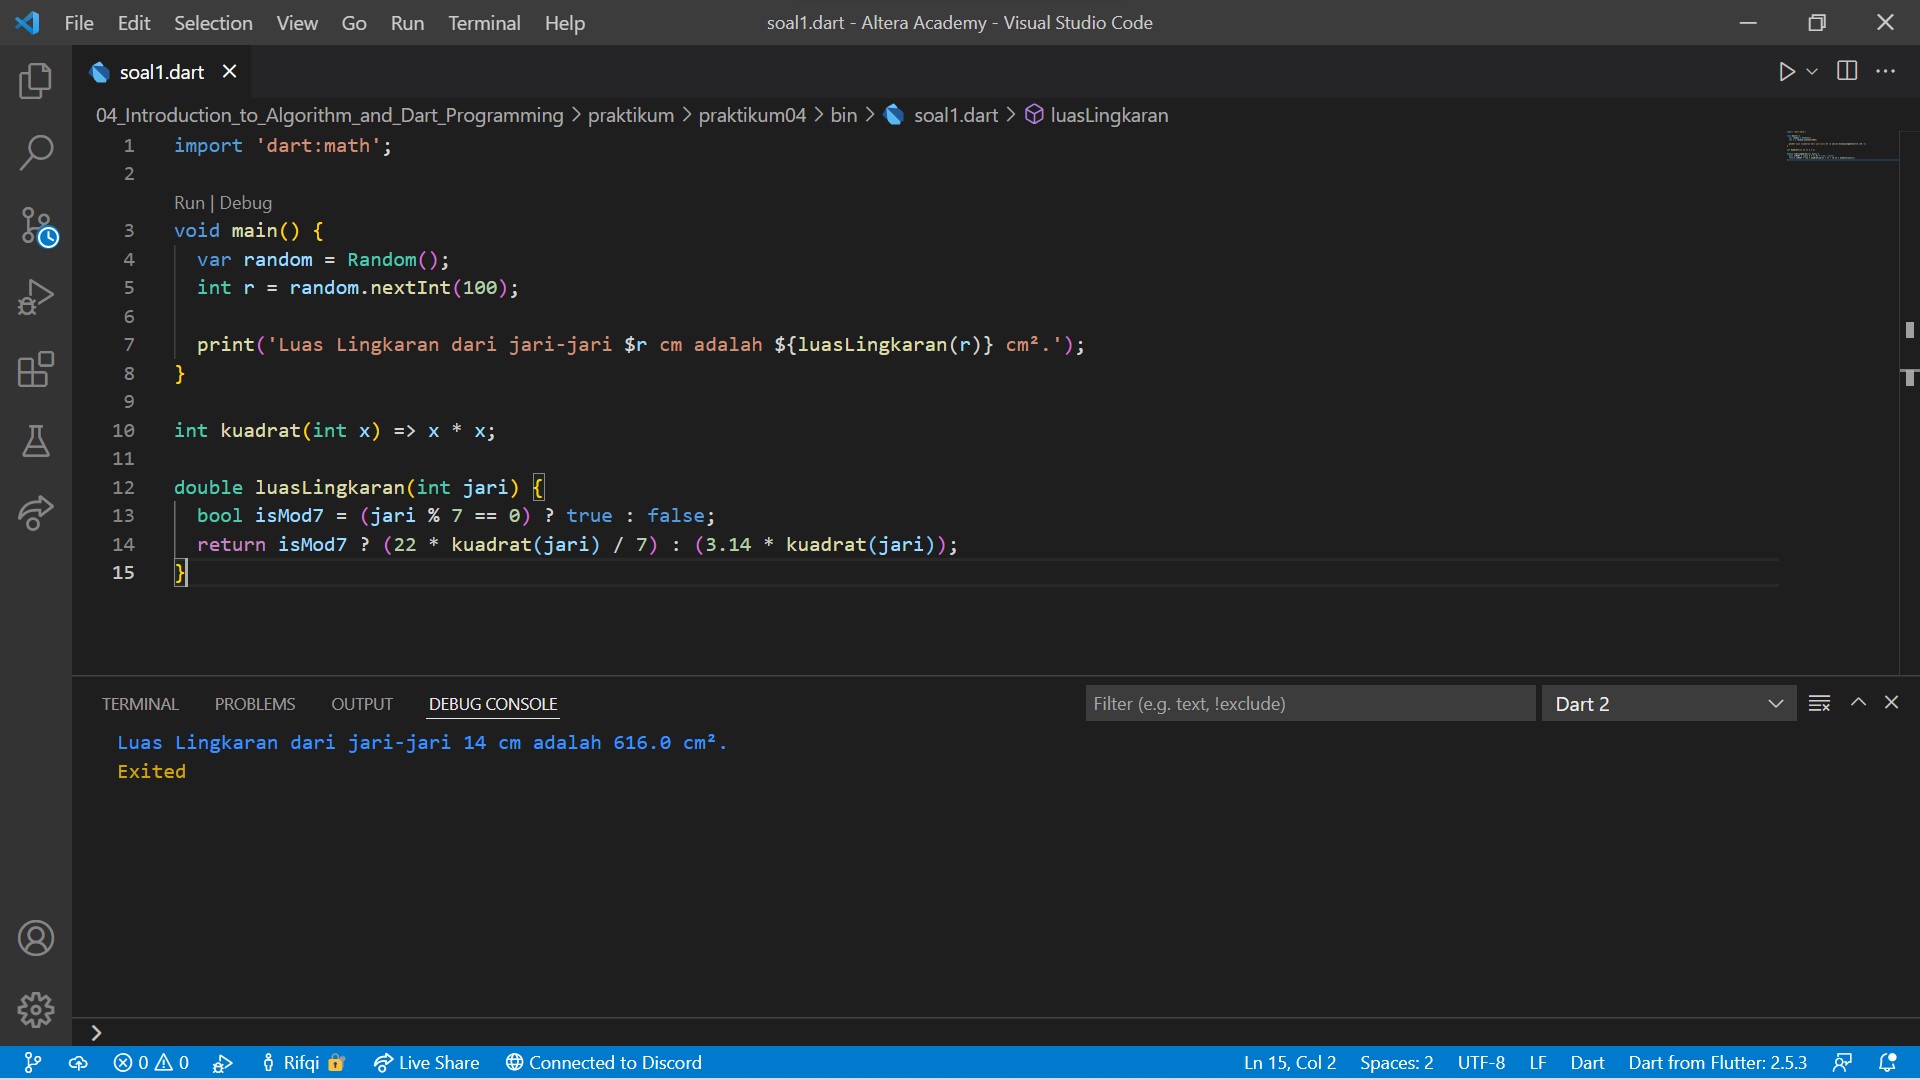 File Edit Selection View Go Run Terminal Help soal1.dart - Altera Academy - Visual Studio Code
soal1.dart
04_Introduction_to_Algorithm_and_Dart_Programming > praktikum > praktikum04 > bin > soal1.dart > luasLingkaran
1 import 'dart:math';
2
Run | Debug
3 void main() {
4 var random = Random();
5 int r = random.nextInt(100);
6
7 print('Luas Lingkaran dari jari-jari $r cm adalah ${luasLingkaran(r)} cm².');
8 }
9
10 int kuadrat(int x) => x * x;
11
12 double luasLingkaran(int jari) {
13 bool isMod7 = (jari % 7 == 0) ? true : false;
14 return isMod7 ? (22 * kuadrat(jari) / 7) : (3.14 * kuadrat(jari));
15 }
TERMINAL PROBLEMS OUTPUT DEBUG CONSOLE Filter (e.g. text, !exclude) Dart 2
Luas Lingkaran dari jari-jari 14 cm adalah 616.0 cm².
Exited
>
0 0 Rifqi Live Share Connected to Discord Ln 15, Col 2 Spaces: 2 UTF-8 LF Dart Dart from Flutter: 2.5.3